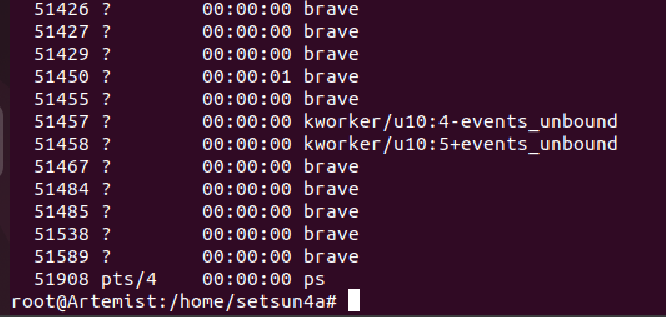 51426 ?        00:00:00 brave
51427 ?        00:00:00 brave
51429 ?        00:00:00 brave
51450 ?        00:00:01 brave
51455 ?        00:00:00 brave
51457 ?        00:00:00 kworker/u10:4-events_unbound
51458 ?        00:00:00 kworker/u10:5+events_unbound
51467 ?        00:00:00 brave
51484 ?        00:00:00 brave
51485 ?        00:00:00 brave
51538 ?        00:00:00 brave
51589 ?        00:00:00 brave
51908 pts/4    00:00:00 ps
root@Artemist:/home/setsun4a#